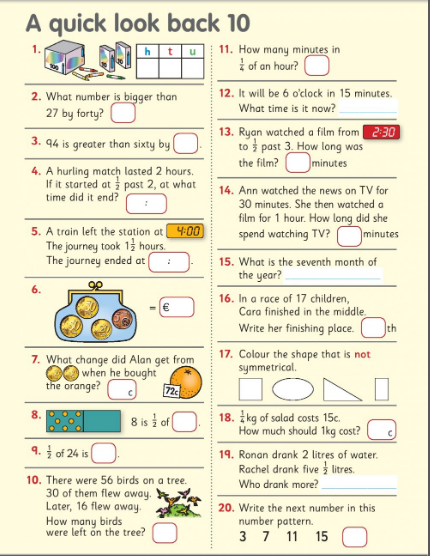 A quick look back 10
1. 100 10 10 h t u
2. What number is bigger than
27 by forty?
3. 94 is greater than sixty by .
4. A hurling match lasted 2 hours.
If it started at 1/2 past 2, at what
time did it end? :
5. A train left the station at 4:00
The journey took 1 1/2 hours.
The journey ended at : .
6. = €
7. What change did Alan get from
when he bought
the orange? c 72c
8. 8 is 1/2 of .
9. 1/2 of 24 is .
10. There were 56 birds on a tree.
30 of them flew away.
Later, 16 flew away.
How many birds
were left on the tree?
11. How many minutes in
1/4 of an hour?
12. It will be 6 o'clock in 15 minutes.
What time is it now?
13. Ryan watched a film from 2:30
to 1/2 past 3. How long was
the film? minutes
14. Ann watched the news on TV for
30 minutes. She then watched a
film for 1 hour. How long did she
spend watching TV? minutes
15. What is the seventh month of
the year?
16. In a race of 17 children,
Cara finished in the middle.
Write her finishing place. th
17. Colour the shape that is not
symmetrical.
18. 1/4 kg of salad costs 15c.
How much should 1kg cost? c
19. Ronan drank 2 litres of water.
Rachel drank five 1/2 litres.
Who drank more?
20. Write the next number in this
number pattern.
3 7 11 15